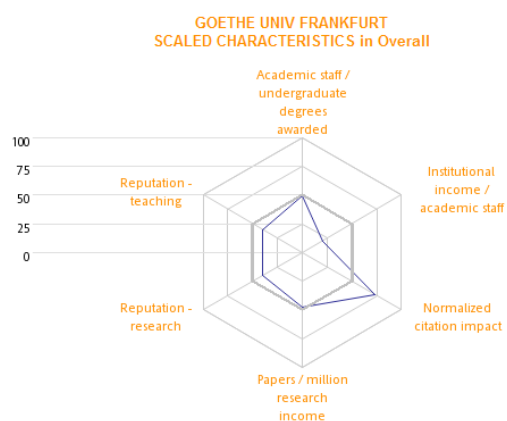 GOETHE UNIV FRANKFURT
SCALED CHARACTERISTICS in Overall
Academic staff /
undergraduate
degrees
awarded
100
75
50
25
0
Reputation -
teaching
Institutional
income /
academic staff
Reputation -
research
Normalized
citation impact
Papers / million
research
income